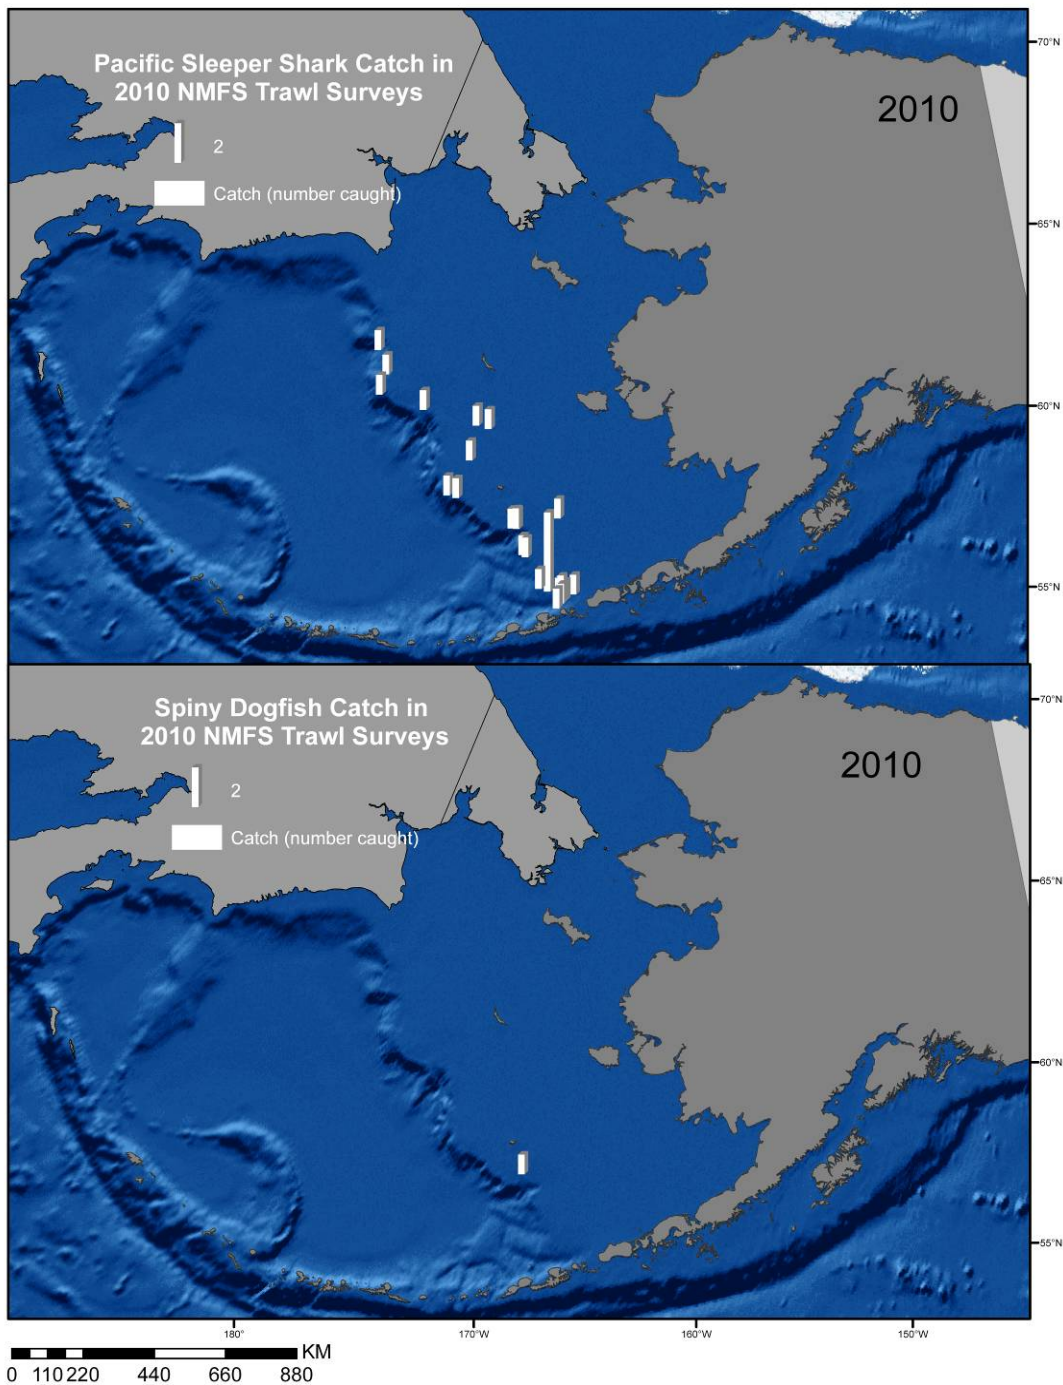 Pacific Sleeper Shark Catch in
2010 NMFS Trawl Surveys
2010
2
Catch (number caught)
70°N
65°N
60°N
55°N
Spiny Dogfish Catch in
2010 NMFS Trawl Surveys
2010
2
Catch (number caught)
70°N
65°N
60°N
55°N
180°
170°W
160°W
150°W
KM
0 110 220 440 660 880